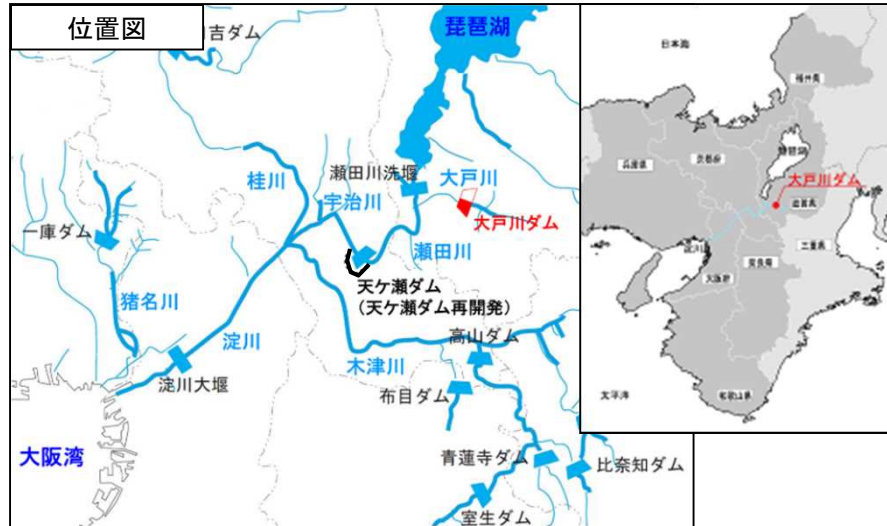 位置図
吉ダム
琵琶湖
桂川
瀬田川洗堰
大戸川
宇治川
大戸川ダム
一庫ダム
瀬田川
天ケ瀬ダム
(天ケ瀬ダム再開発)
猪名川
淀川
高山ダム
木津川
淀川大堰
布目ダム
大阪湾
青蓮寺ダム
比奈知ダム
室生ダム
日本海
福井県
琵琶湖
兵庫県
京都府
大戸川ダム
滋賀県
三重県
淀川
奈良県
大阪府
太平洋
和歌山県